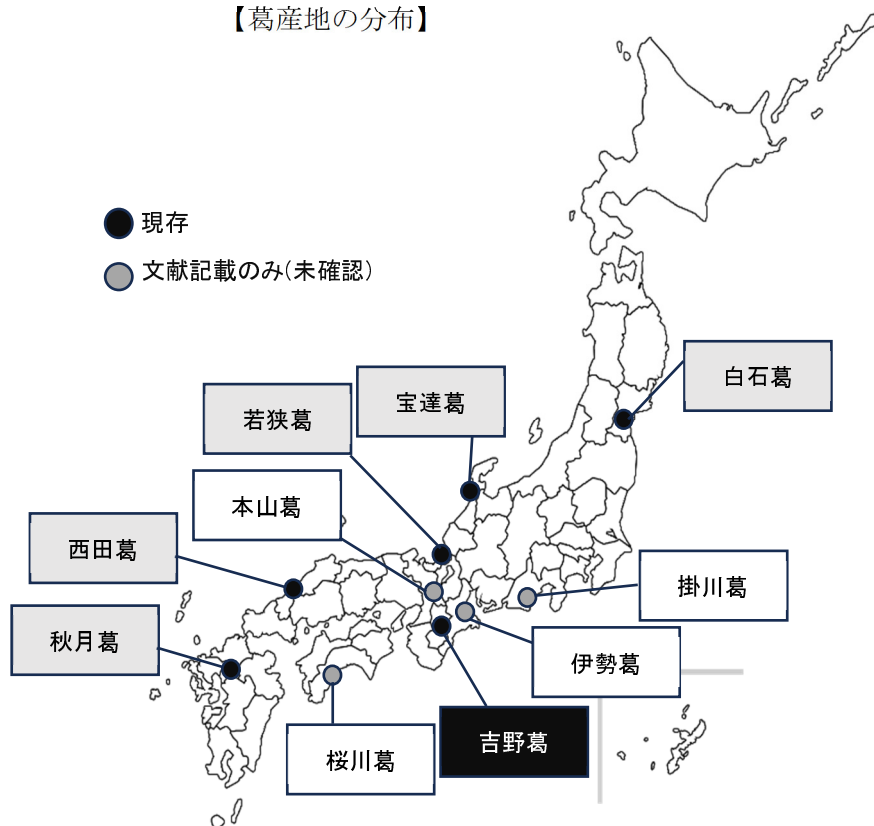 【葛産地の分布】
現存
文献記載のみ(未確認)
白石葛
宝達葛
若狭葛
本山葛
西田葛
掛川葛
秋月葛
伊勢葛
吉野葛
桜川葛